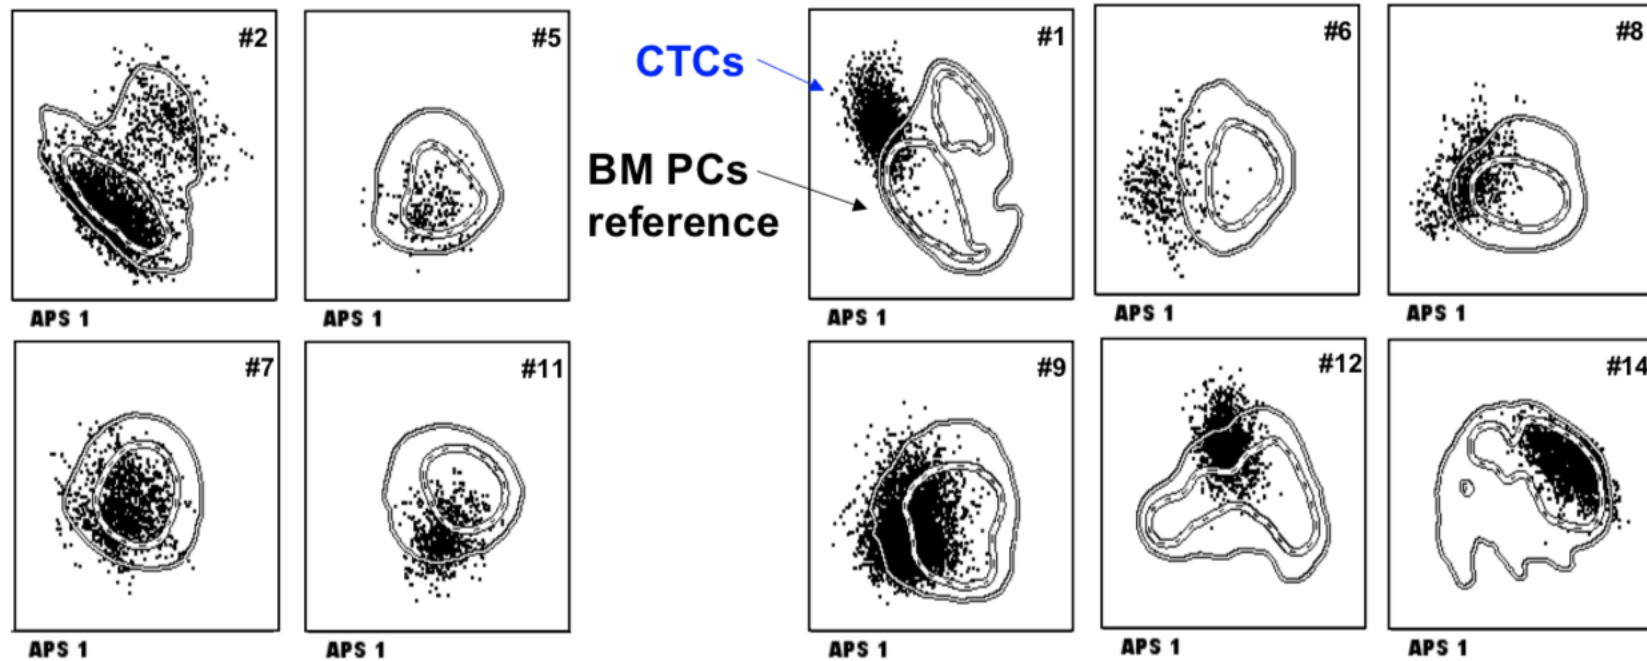 #2
#5
#1
#6
#8
CTCs
BM PCs
reference
APS 1
APS 1
APS 1
APS 1
APS 1
#7
#11
#9
#12
#14
APS 1
APS 1
APS 1
APS 1
APS 1